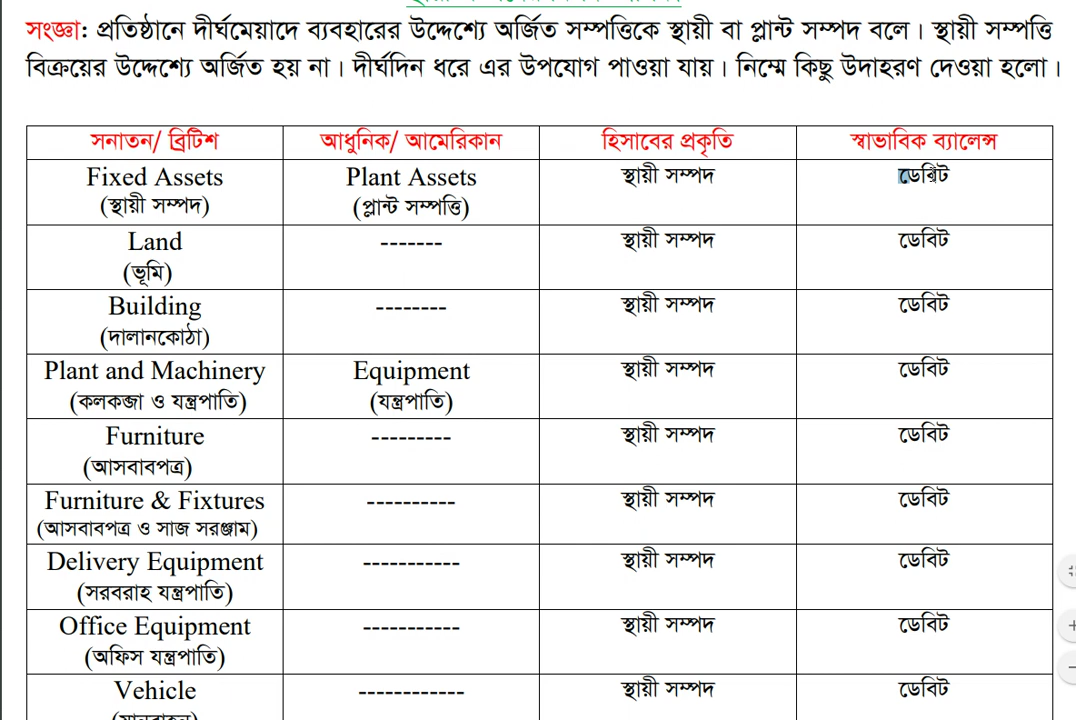 সংজ্ঞা: প্রতিষ্ঠানে দীর্ঘমেয়াদে ব্যবহারের উদ্দেশ্যে অর্জিত সম্পত্তিকে স্থায়ী বা প্লান্ট সম্পদ বলে। স্থায়ী সম্পত্তি
বিক্রয়ের উদ্দেশ্যে অর্জিত হয় না। দীর্ঘদিন ধরে এর উপযোগ পাওয়া যায়। নিম্মে কিছু উদাহরণ দেওয়া হলো।
সনাতন/ ব্রিটিশ আধুনিক/ আমেরিকান হিসাবের প্রকৃতি স্বাভাবিক ব্যালেন্স
Fixed Assets Plant Assets স্থায়ী সম্পদ ডেবিট
(স্থায়ী সম্পদ) (প্লান্ট সম্পত্তি)
Land ------- স্থায়ী সম্পদ ডেবিট
(ভূমি)
Building -------- স্থায়ী সম্পদ ডেবিট
(দালানকোঠা)
Plant and Machinery Equipment স্থায়ী সম্পদ ডেবিট
(কলকব্জা ও যন্ত্রপাতি) (যন্ত্রপাতি)
Furniture --------- স্থায়ী সম্পদ ডেবিট
(আসবাবপত্র)
Furniture & Fixtures ---------- স্থায়ী সম্পদ ডেবিট
(আসবাবপত্র ও সাজ সরঞ্জাম)
Delivery Equipment ----------- স্থায়ী সম্পদ ডেবিট
(সরবরাহ যন্ত্রপাতি)
Office Equipment ----------- স্থায়ী সম্পদ ডেবিট
(অফিস যন্ত্রপাতি)
Vehicle ------------ স্থায়ী সম্পদ ডেবিট